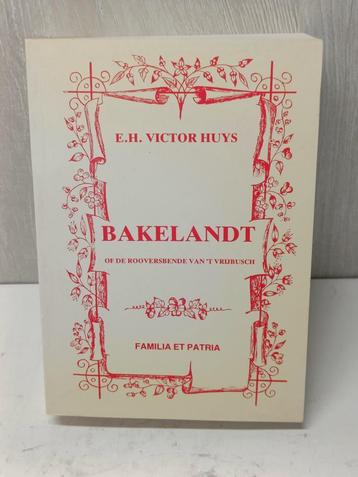 E.H. VICTOR HUYS
BAKELANDT
OF DE ROOVERSBENDE VAN 'T VRIJBUSCH
FAMILIA ET PATRIA